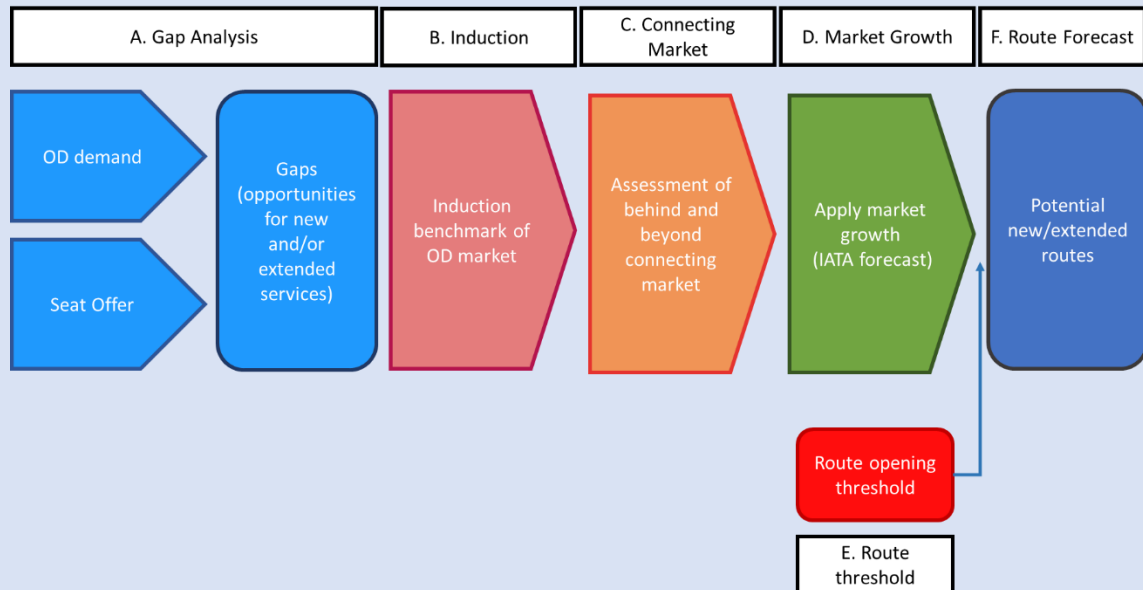 A. Gap Analysis
B. Induction
C. Connecting
Market
D. Market Growth
F. Route Forecast
OD demand
Seat Offer
Gaps
(opportunities
for new
and/or
extended
services)
Induction
benchmark of
OD market
Assessment of
behind and
beyond
connecting
market
Apply market
growth
(IATA forecast)
Potential
new/extended
routes
Route opening
threshold
E. Route
threshold